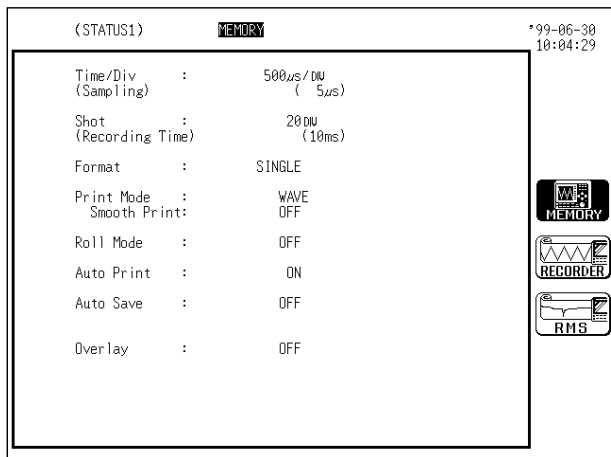 (STATUS1) MEMORY '99-06-30
10:04:29
Time/Div : 500µs/DIV
(Sampling) ( 5µs)
Shot : 20DIV
(Recording Time) (10ms)
Format : SINGLE
Print Mode : WAVE
Smooth Print: OFF
Roll Mode : OFF
Auto Print : ON
Auto Save : OFF
Overlay : OFF
MEMORY
RECORDER
RMS